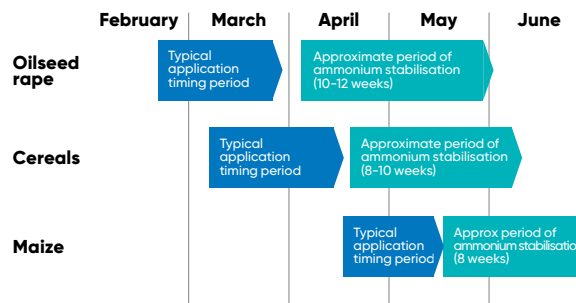 February March April May June
Oilseed
rape
Typical
application
timing period
Approximate period of
ammonium stabilisation
(10-12 weeks)
Cereals
Typical
application
timing period
Approximate period of
ammonium stabilisation
(8-10 weeks)
Maize
Typical
application
timing period
Approx period of
ammonium stabilisatio
(8 weeks)